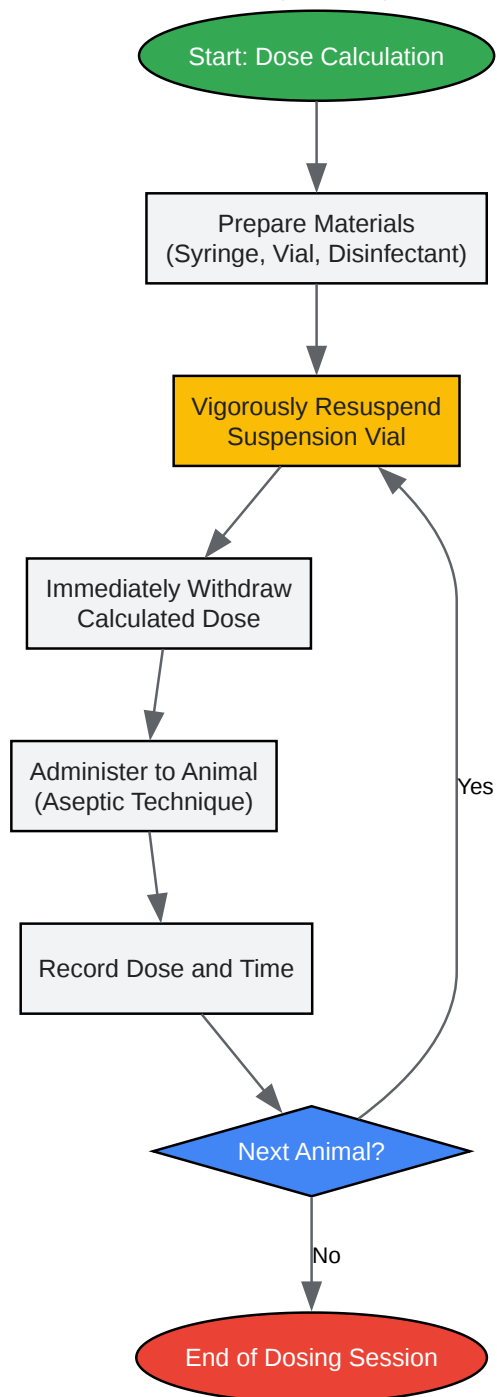 Start: Dose Calculation
Prepare Materials
(Syringe, Vial, Disinfectant)
Vigorously Resuspend
Suspension Vial
Immediately Withdraw
Calculated Dose
Administer to Animal
(Aseptic Technique)
Yes
Record Dose and Time
Next Animal?
No
End of Dosing Session